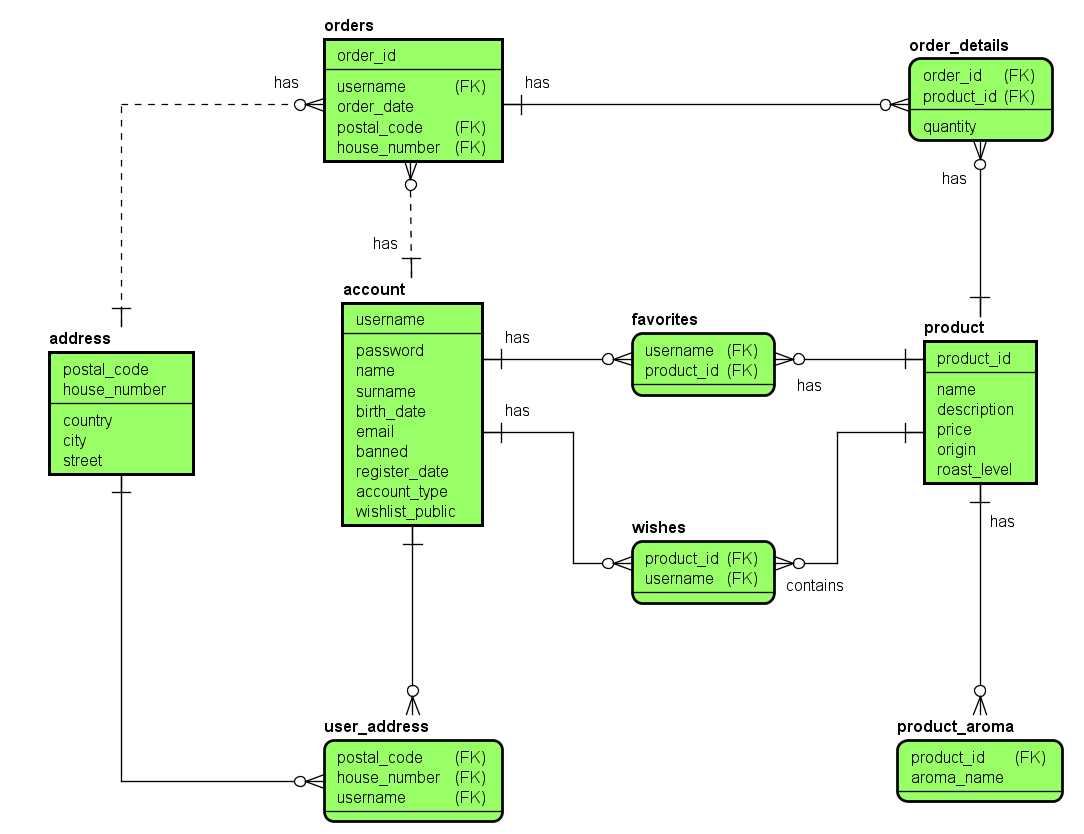 orders
order_id
username (FK)
order_date
postal_code (FK)
house_number (FK)
has
has
order_details
order_id (FK)
product_id (FK)
quantity
has
has
account
username
password
name
surname
birth_date
email
banned
register_date
account_type
wishlist_public
has
has
favorites
username (FK)
product_id (FK)
has
product
product_id
name
description
price
origin
roast_level
has
address
postal_code
house_number
country
city
street
wishes
product_id (FK)
username (FK)
contains
user_address
postal_code (FK)
house_number (FK)
username (FK)
product_aroma
product_id (FK)
aroma_name